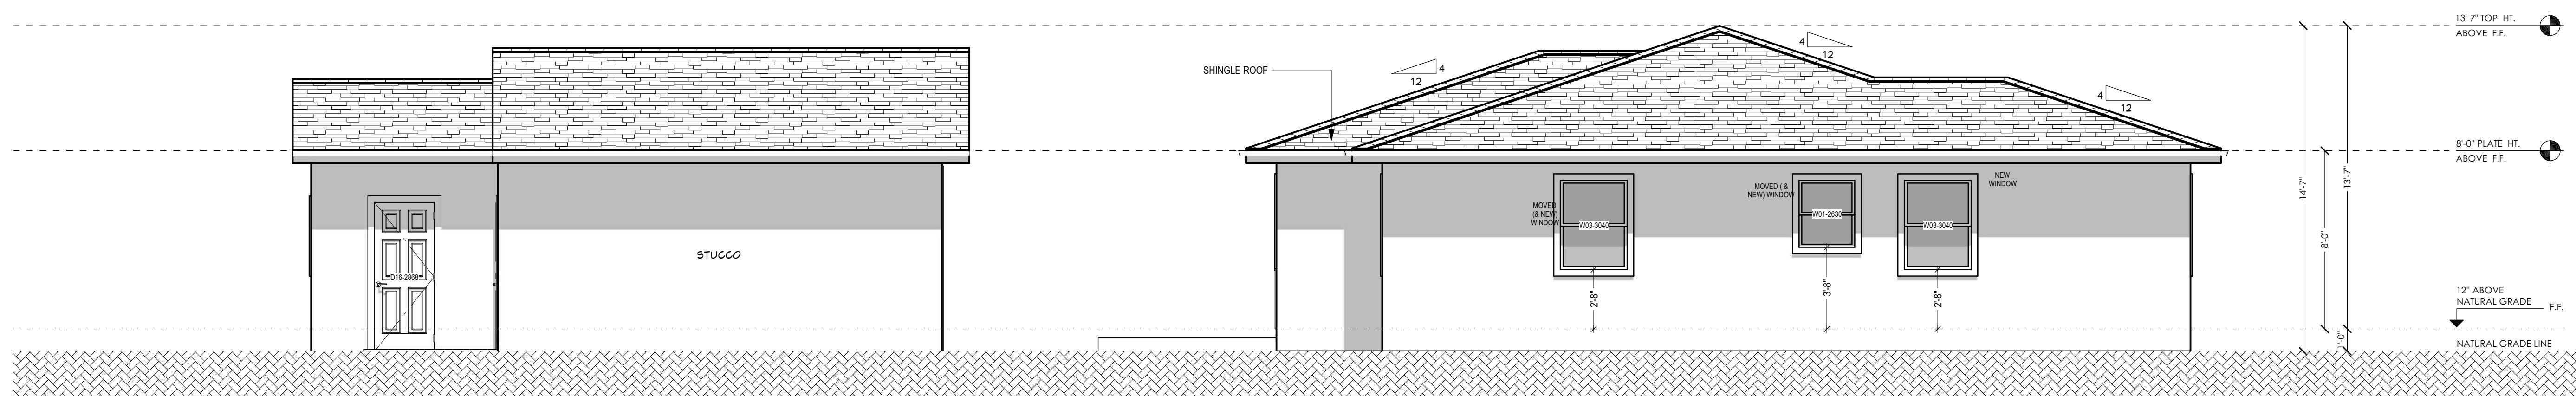 13'-7" TOP HT.
ABOVE F.F.
4
12
SHINGLE ROOF
4
12
4
12
8'-0" PLATE HT.
ABOVE F.F.
NEW
WINDOW
MOVED ( &
NEW) WINDOW
MOVED
(& NEW)
WINDOW
W03-3040
W01-2630
W03-3040
14'-7"
13'-7"
8'-0"
STUCCO
D16-2868
2'-8"
3'-8"
2'-8"
12" ABOVE
NATURAL GRADE
F.F.
1'-0"
NATURAL GRADE LINE